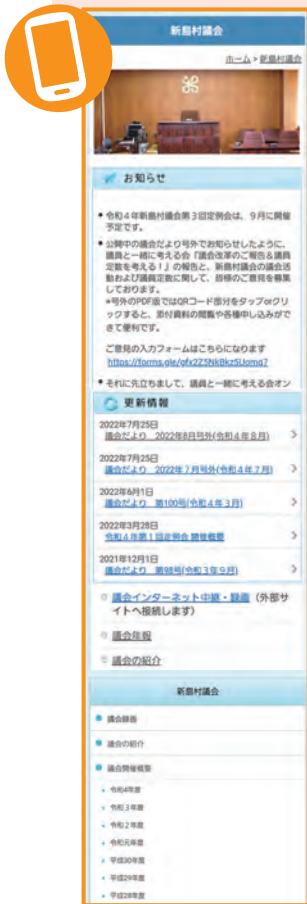 新島村議会
ホーム > 新島村議会
お知らせ
令和４年新島村議会第３回定例会は、９月に開催
予定です。
公開中の議会だより号外でお知らせしたように、
議員と一緒に考える会「議会改革のご報告＆議員
定数を考える！」の報告と、新島村議会の議会活
動および議員定数に関して、皆様のご意見を募集
しております。
*号外のPDF版ではQRコード部分をタップorクリ
ックすると、添付資料の閲覧や各種申し込みがで
きて便利です。
ご意見の入力フォームはこちらになります
https://forms.gle/gfx2Z5NkBkz5Uomq7
それに先立ちまして、議員と一緒に考える会オン
更新情報
2022年7月25日
議会だより　2022年8月号外(令和４年８月)
2022年7月25日
議会だより　2022年７月号外(令和４年７月)
2022年6月1日
議会だより　第100号(令和４年３月)
2022年3月28日
令和４年第１回定例会 開催概要
2021年12月1日
議会だより　第98号(令和３年９月)
議会インターネット中継・録画（外部サ
イトへ接続します）
議会年報
議会の紹介
新島村議会
議会録画
議会の紹介
議会開催概要
令和4年度
令和３年度
令和２年度
令和元年度
平成30年度
平成29年度
平成28年度